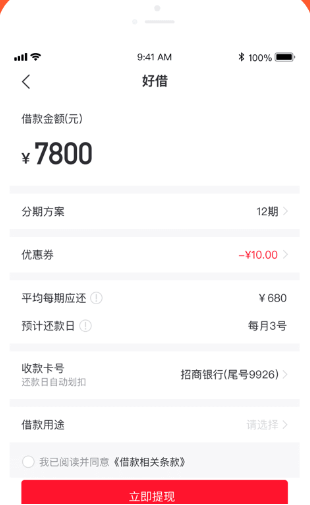 9:41 AM 100%
好借
借款金额(元)
¥ 7800
分期方案 12期
优惠券 -¥10.00
平均每期应还 ¥680
预计还款日 每月3号
收款卡号
还款日自动划扣
招商银行(尾号9926)
借款用途 请选择
我已阅读并同意《借款相关条款》
立即提现